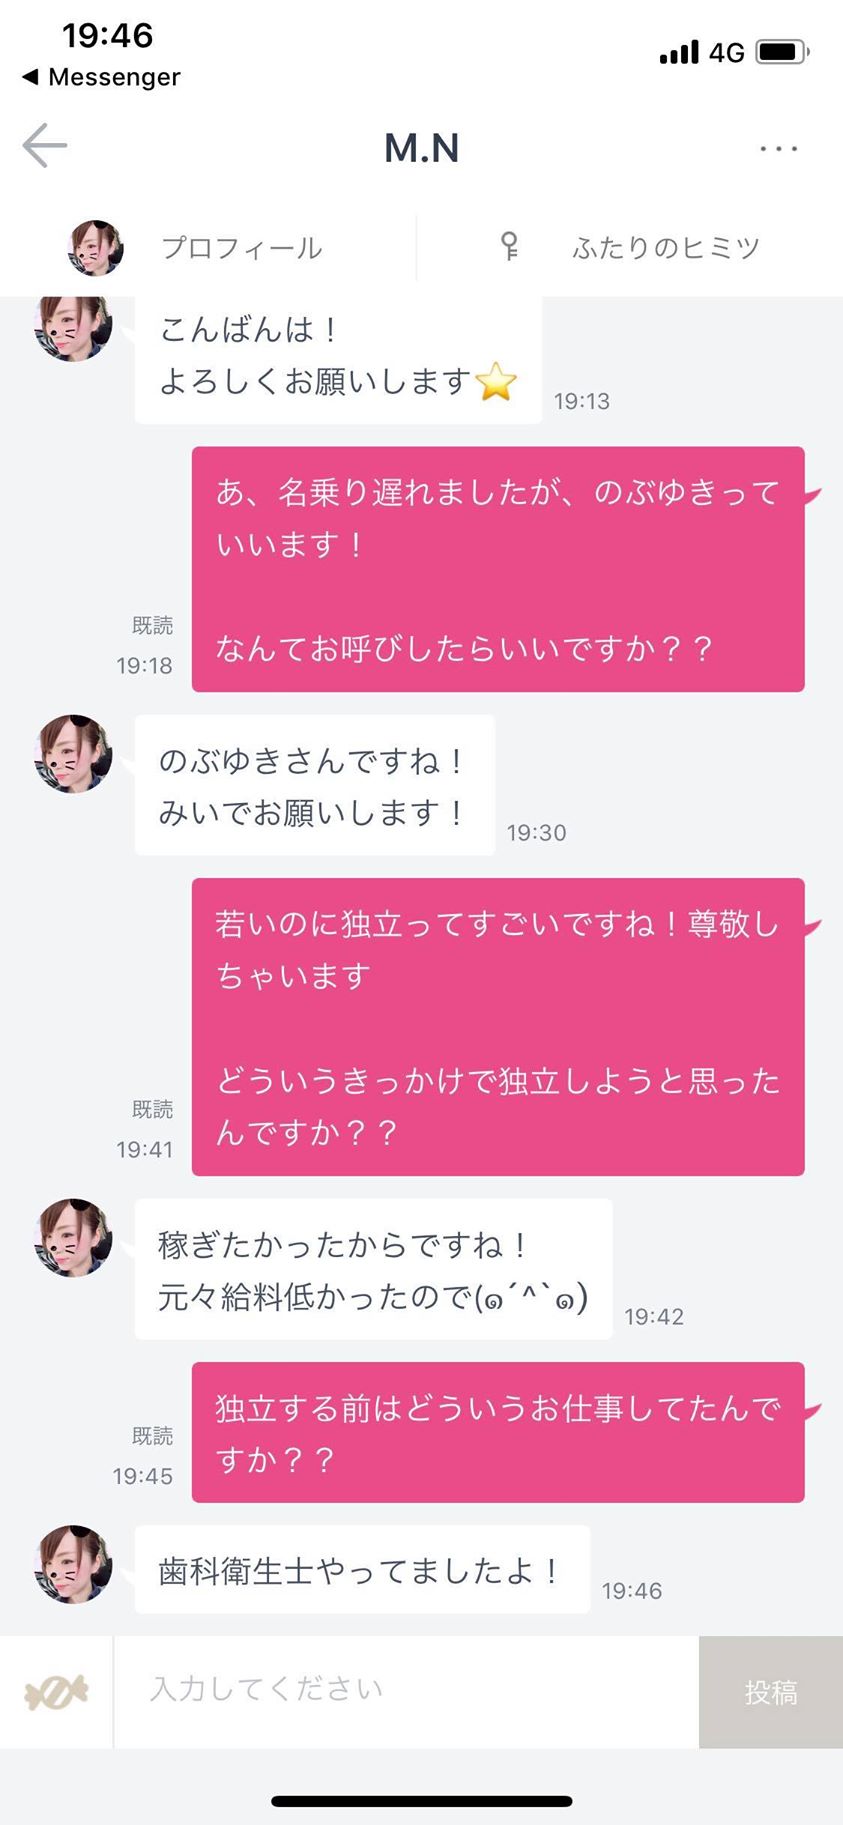 19:46
4G
◀ Messenger
M.N
プロフィール
ふたりのヒミツ
こんばんは！
よろしくお願いします⭐
19:13
あ、名乗り遅れましたが、のぶゆきって
いいます！
なんてお呼びしたらいいですか？？
既読
19:18
のぶゆきさんですね！
みいでお願いします！
19:30
若いのに独立ってすごいですね！尊敬し
ちゃいます
どういうきっかけで独立しようと思った
んですか？？
既読
19:41
稼ぎたかったからですね！
元々給料低かったので(๑´^`๑)
19:42
独立する前はどういうお仕事してたんで
すか？？
既読
19:45
歯科衛生士やってましたよ！
19:46
入力してください
投稿